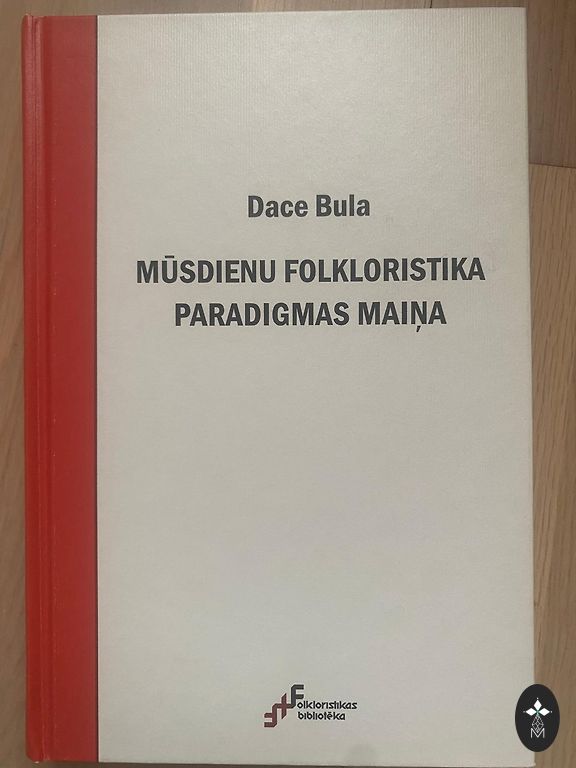 Dace Bula
MŪSDIENU FOLKLORISTIKA
PARADIGMAS MAIŅA
Folkloristikas
bibliotēka
M